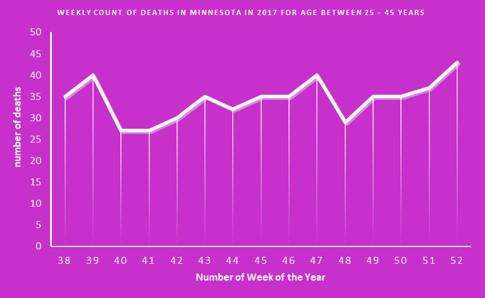 WEEKLY COUNT OF DEATHS IN MINNESOTA IN 2017 FOR AGE BETWEEN 25 - 45 YEARS
50
45
40
35
30
25
20
15
10
5
0
number of deaths
38 39 40 41 42 43 44 45 46 47 48 49 50 51 52
Number of Week of the Year